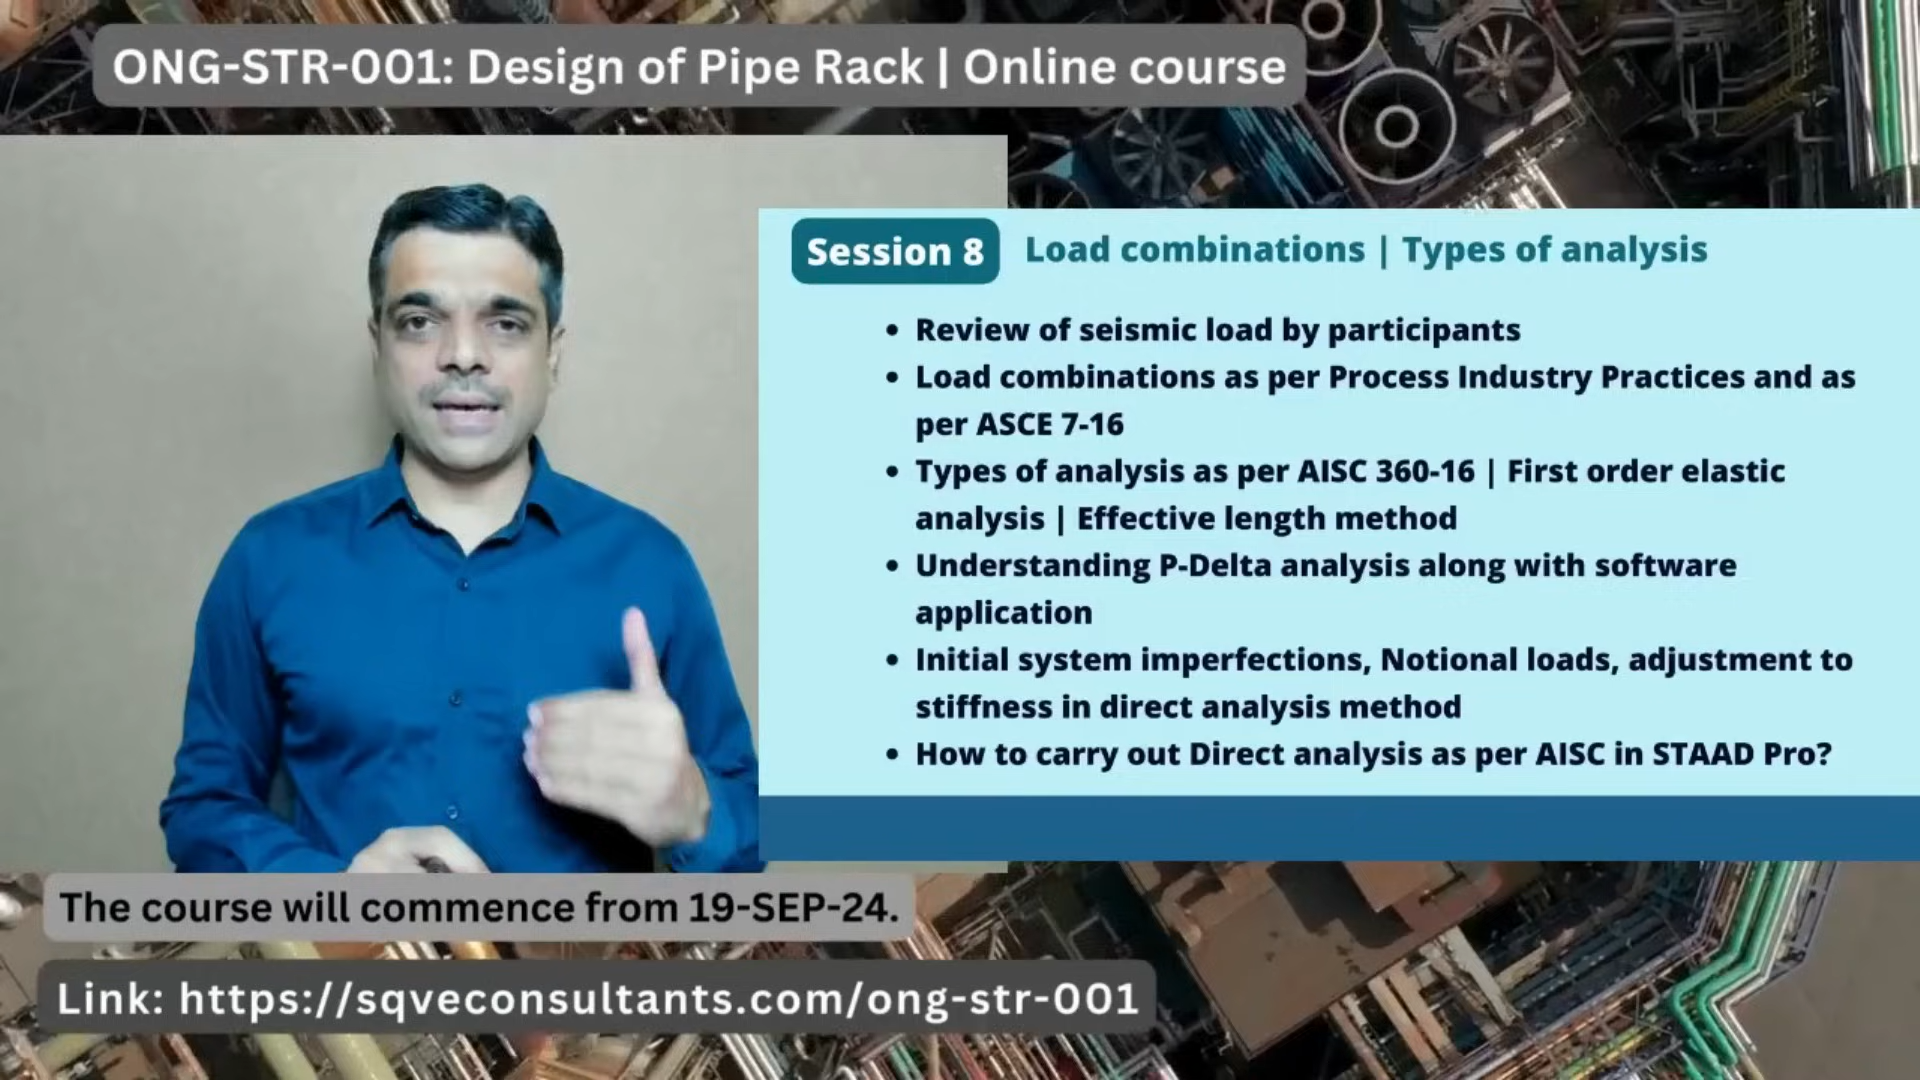 ONG-STR-001: Design of Pipe Rack | Online course
Session 8 Load combinations | Types of analysis
• Review of seismic load by participants
• Load combinations as per Process Industry Practices and as
per ASCE 7-16
• Types of analysis as per AISC 360-16 | First order elastic
analysis | Effective length method
• Understanding P-Delta analysis along with software
application
• Initial system imperfections, Notional loads, adjustment to
stiffness in direct analysis method
• How to carry out Direct analysis as per AISC in STAAD Pro?
The course will commence from 19-SEP-24.
Link: https://sqveconsultants.com/ong-str-001